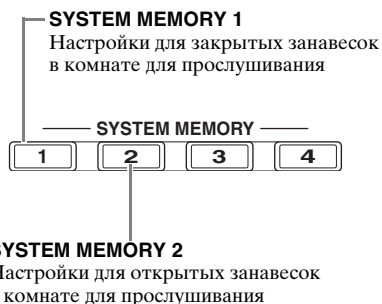 SYSTEM MEMORY 1
Настройки для закрытых занавесок
в комнате для прослушивания
SYSTEM MEMORY
1 2 3 4
SYSTEM MEMORY 2
Настройки для открытых занавесок
комнате для прослушивания